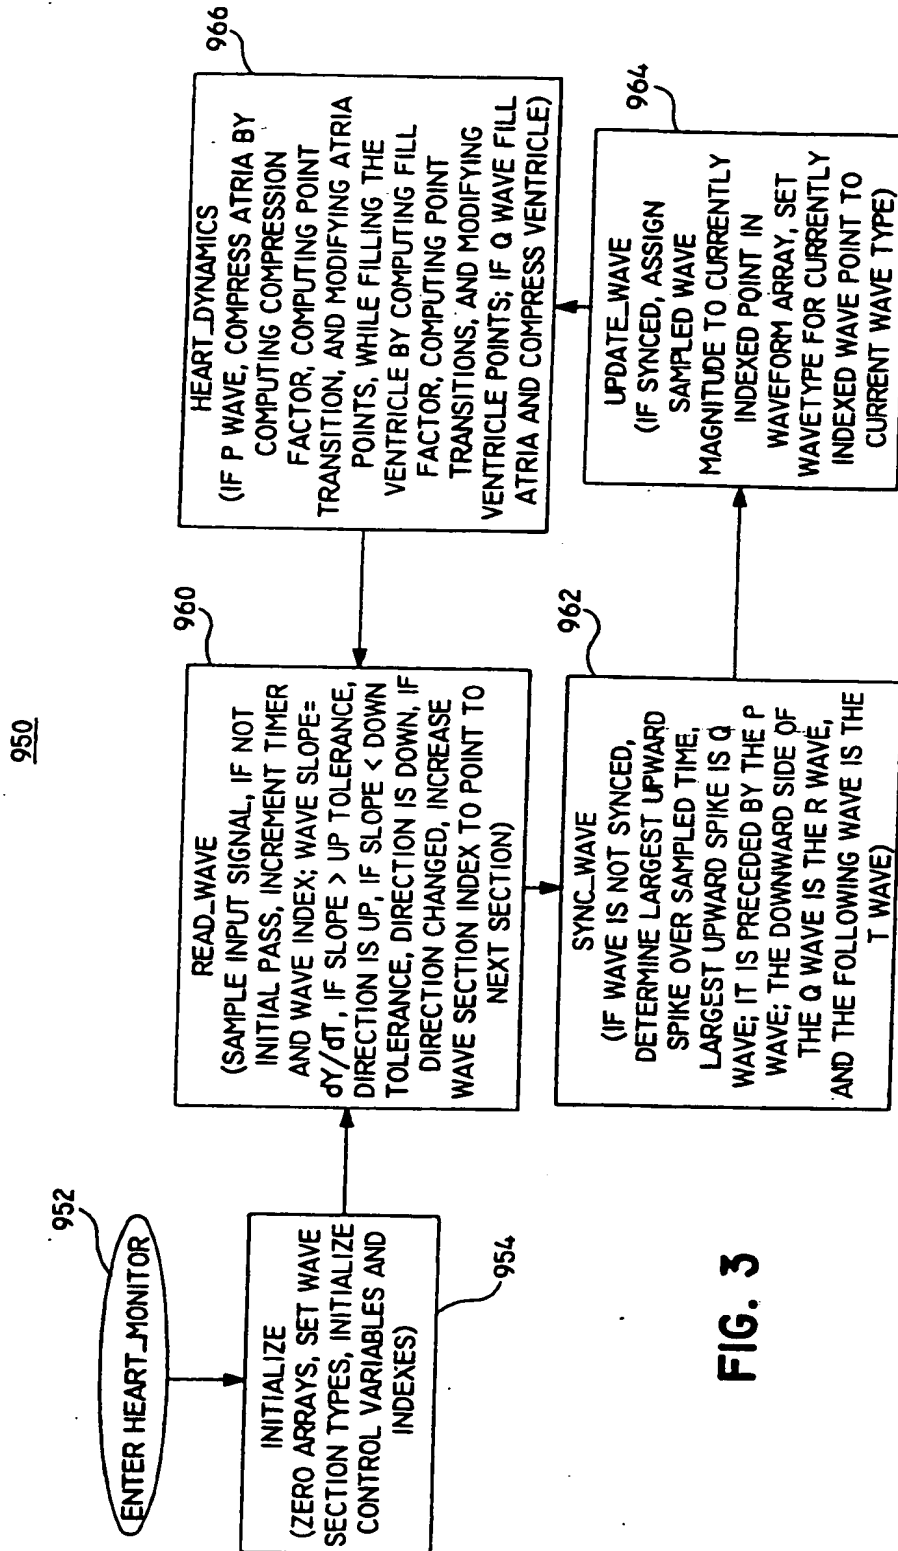 950
952
ENTER HEART_MONITOR
INITIALIZE
(ZERO ARRAYS, SET WAVE
SECTION TYPES, INITIALIZE
CONTROL VARIABLES AND
INDEXES)
954
960
READ_WAVE
(SAMPLE INPUT SIGNAL, IF NOT
INITIAL PASS, INCREMENT TIMER
AND WAVE INDEX; WAVE SLOPE=
dY/dT, IF SLOPE > UP TOLERANCE,
DIRECTION IS UP, IF SLOPE < DOWN
TOLERANCE, DIRECTION IS DOWN, IF
DIRECTION CHANGED, INCREASE
WAVE SECTION INDEX TO POINT TO
NEXT SECTION)
962
SYNC_WAVE
(IF WAVE IS NOT SYNCED,
DETERMINE LARGEST UPWARD
SPIKE OVER SAMPLED TIME,
LARGEST UPWARD SPIKE IS Q
WAVE; IT IS PRECEDED BY THE P
WAVE; THE DOWNWARD SIDE OF
THE Q WAVE IS THE R WAVE,
AND THE FOLLOWING WAVE IS THE
T WAVE)
964
UPDATE_WAVE
(IF SYNCED, ASSIGN
SAMPLED WAVE
MAGNITUDE TO CURRENTLY
INDEXED POINT IN
WAVEFORM ARRAY, SET
WAVETYPE FOR CURRENTLY
INDEXED WAVE POINT TO
CURRENT WAVE TYPE)
966
HEART_DYNAMICS
(IF P WAVE, COMPRESS ATRIA BY
COMPUTING COMPRESSION
FACTOR, COMPUTING POINT
TRANSITION, AND MODIFYING ATRIA
POINTS, WHILE FILLING THE
VENTRICLE BY COMPUTING FILL
FACTOR, COMPUTING POINT
TRANSITIONS, AND MODIFYING
VENTRICLE POINTS; IF Q WAVE FILL
ATRIA AND COMPRESS VENTRICLE)
FIG. 3